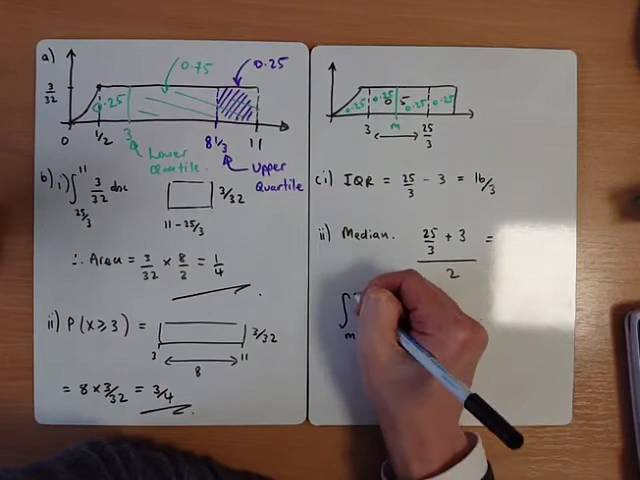 a)
0.75
0.25
3/32
0.25
0
1/2
3
8 1/3
11
Lower Quartile.
Upper Quartile
b) i) ∫ 11 25/3 3/32 dx
3/32
11 - 25/3
∴ Area = 3/32 × 8/3 = 1/4
ii) P(X ≥ 3) =
3/32
3
8
11
= 8 × 3/32 = 3/4
0.25
0.25
0.5
0.25
0.25
3
m
25/3
ci) IQR = 25/3 - 3 = 16/3
ii) Median.
25/3 + 3 =
2
∫
m